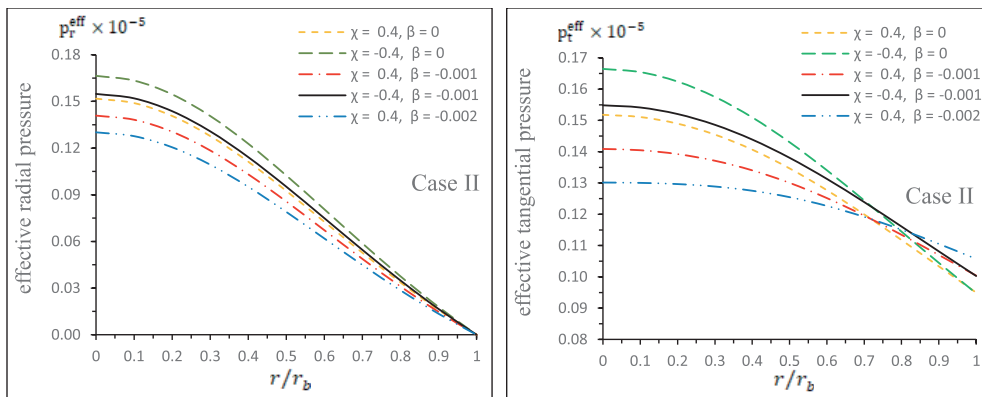 p_r^eff × 10^-5
χ = 0.4, β = 0
χ = -0.4, β = 0
χ = 0.4, β = -0.001
χ = -0.4, β = -0.001
χ = 0.4, β = -0.002
0.18
0.15
0.12
0.09
0.06
0.03
0.00
effective radial pressure
Case II
0 0.1 0.2 0.3 0.4 0.5 0.6 0.7 0.8 0.9 1
r/r_b
p_t^eff × 10^-5
χ = 0.4, β = 0
χ = -0.4, β = 0
χ = 0.4, β = -0.001
χ = -0.4, β = -0.001
χ = 0.4, β = -0.002
0.17
0.16
0.15
0.14
0.13
0.12
0.11
0.10
0.09
0.08
effective tangential pressure
Case II
0 0.1 0.2 0.3 0.4 0.5 0.6 0.7 0.8 0.9 1
r/r_b